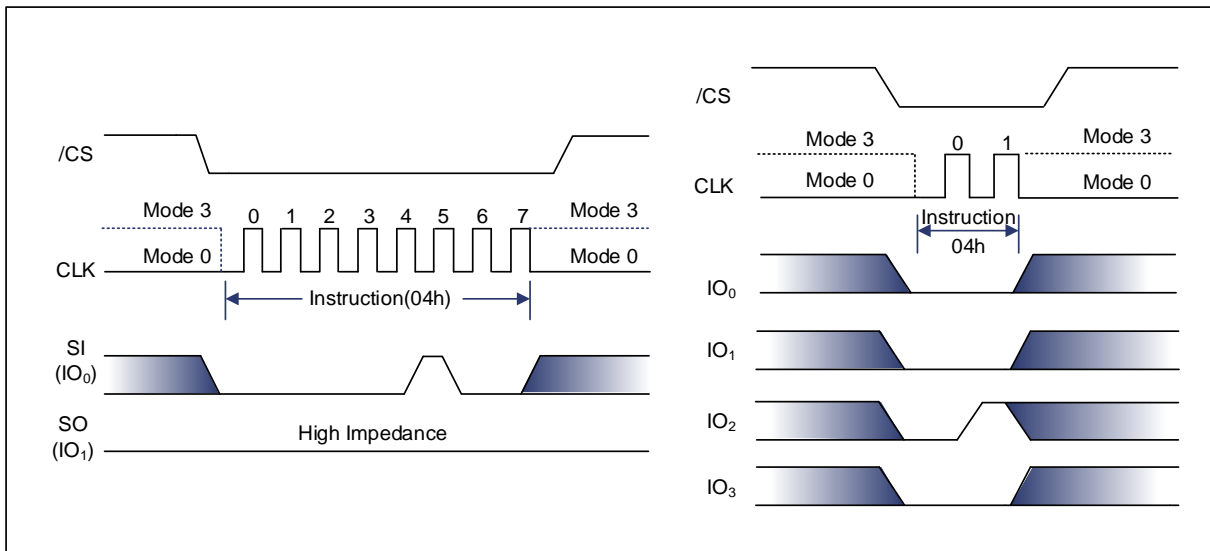 /CS
Mode 3
0 1 2 3 4 5 6 7
Mode 3
Mode 0
Mode 0
CLK
Instruction(04h)
SI
(IO0)
SO
(IO1)
High Impedance
/CS
Mode 3
0 1
Mode 3
CLK
Mode 0
Mode 0
Instruction
04h
IO0
IO1
IO2
IO3